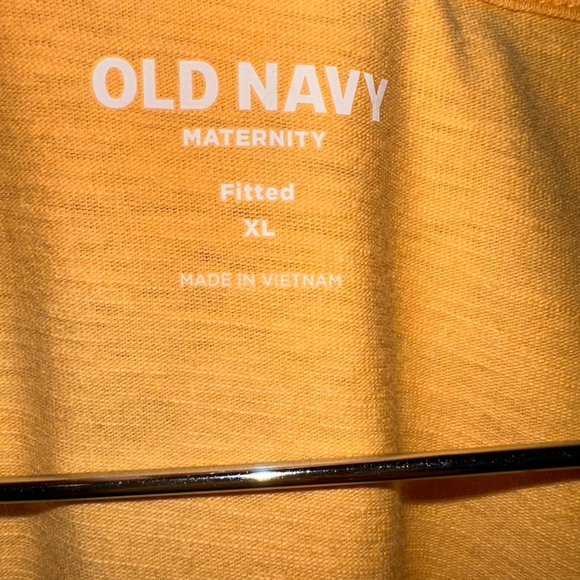 OLD NAVY
MATERNITY
Fitted
XL
MADE IN VIETNAM